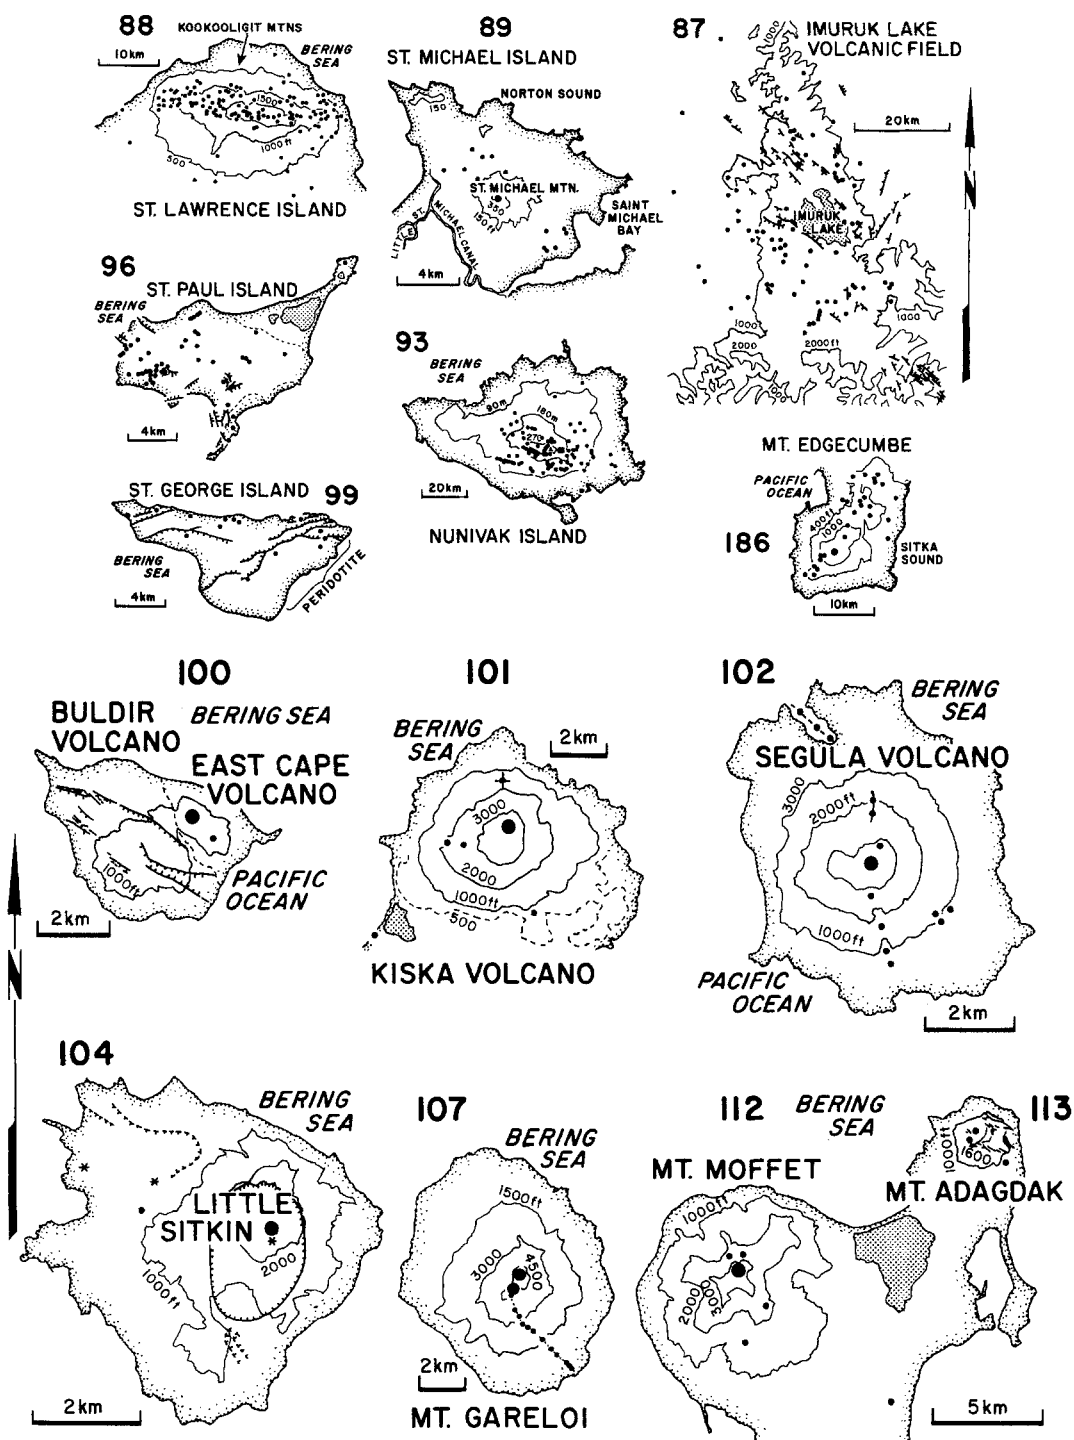 88
KOOKOOLIGIT MTNS
10km
BERING
SEA
1500
1000 ft
500
ST. LAWRENCE ISLAND
89
ST. MICHAEL ISLAND
150
NORTON SOUND
ST. MICHAEL MTN.
350
150ft
SAINT
MICHAEL
BAY
LITTLE
ST. MICHAEL CANAL
4km
87
IMURUK LAKE
VOLCANIC FIELD
1000
20km
N
IMURUK
LAKE
1000
1000
2000
2000ft
1000
96
ST. PAUL ISLAND
BERING
SEA
4km
93
BERING
SEA
90m
180m
270
20km
NUNIVAK ISLAND
MT. EDGECUMBE
PACIFIC
OCEAN
400ft
1000
186
SITKA
SOUND
10km
ST. GEORGE ISLAND
99
BERING
SEA
4km
PERIDOTITE
100
BULDIR
VOLCANO
BERING SEA
EAST CAPE
VOLCANO
1000ft
PACIFIC
OCEAN
2km
101
BERING
SEA
2km
3000
2000
1000ft
500
KISKA VOLCANO
102
BERING
SEA
SEGULA VOLCANO
3000
2000ft
1000ft
PACIFIC
OCEAN
2km
N
104
BERING
SEA
LITTLE
SITKIN
2000
1000ft
2km
107
BERING
SEA
1500ft
3000
4500
2km
MT. GARELOI
112
BERING
SEA
MT. MOFFET
1000ft
2000
3000
113
1000ft
1600
MT. ADAGDAK
5km